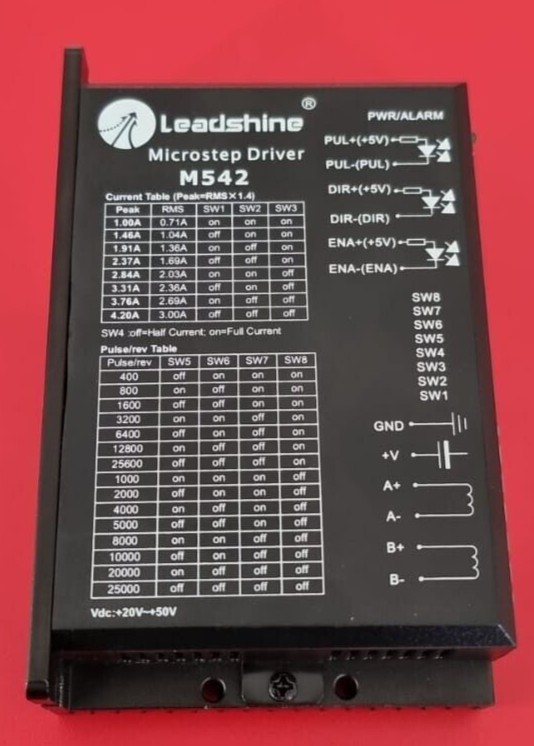 Leadshine®
Microstep Driver
M542
Current Table (Peak=RMS×1.4)
Peak RMS SW1 SW2 SW3
1.00A 0.71A on on on
1.46A 1.04A off on on
1.91A 1.36A on off on
2.37A 1.69A off off on
2.84A 2.03A on on off
3.31A 2.36A off on off
3.76A 2.69A on off off
4.20A 3.00A off off off
SW4 :off=Half Current; on=Full Current
Pulse/rev Table
Pulse/rev SW5 SW6 SW7 SW8
400 off on on on
800 on off on on
1600 off off on on
3200 on on off on
6400 off on off on
12800 on off off on
25600 off off off on
1000 on on on off
2000 off on on off
4000 on off on off
5000 off off on off
8000 on on off off
10000 off on off off
20000 on off off off
25000 off off off off
Vdc:+20V~+50V
PWR/ALARM
PUL+(+5V)
PUL-(PUL)
DIR+(+5V)
DIR-(DIR)
ENA+(+5V)
ENA-(ENA)
SW8
SW7
SW6
SW5
SW4
SW3
SW2
SW1
GND
+V
A+
A-
B+
B-